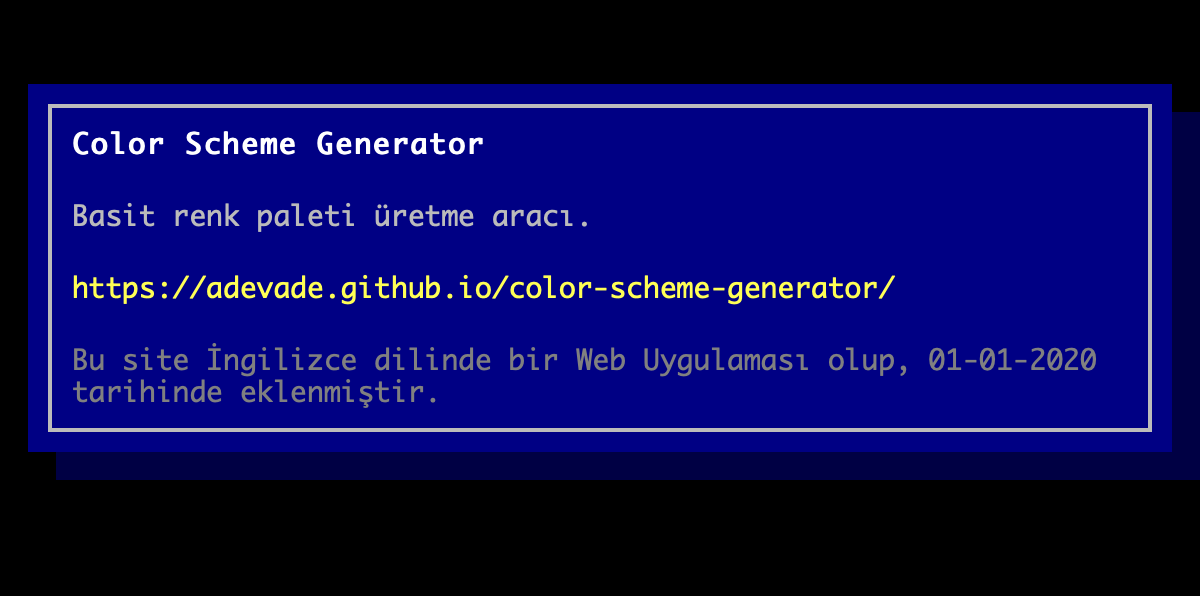 Color Scheme Generator
Basit renk paleti üretme aracı.
https://adevade.github.io/color-scheme-generator/
Bu site İngilizce dilinde bir Web Uygulaması olup, 01-01-2020
tarihinde eklenmiştir.